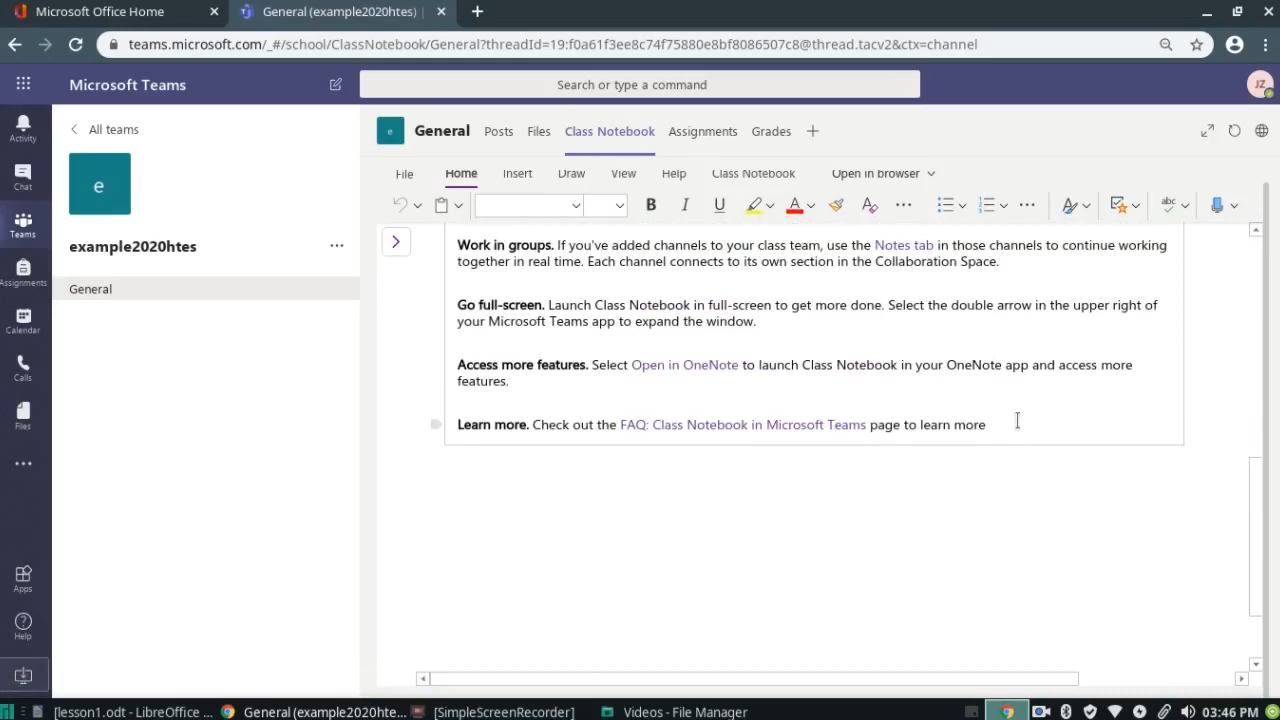 Microsoft Office Home
General (example2020htes) |
teams.microsoft.com/_#/school/ClassNotebook/General?threadId=19:f0a61f3ee8c74f75880e8bf8086507c8@thread.tacv2&ctx=channel
Microsoft Teams
Search or type a command
JZ
Activity
Chat
Teams
Assignments
Calendar
Calls
Files
Apps
Help
All teams
e
example2020htes
General
e
General Posts Files Class Notebook Assignments Grades
File Home Insert Draw View Help Class Notebook Open in browser
B I U A A abc
Work in groups. If you've added channels to your class team, use the Notes tab in those channels to continue working
together in real time. Each channel connects to its own section in the Collaboration Space.
Go full-screen. Launch Class Notebook in full-screen to get more done. Select the double arrow in the upper right of
your Microsoft Teams app to expand the window.
Access more features. Select Open in OneNote to launch Class Notebook in your OneNote app and access more
features.
Learn more. Check out the FAQ: Class Notebook in Microsoft Teams page to learn more
[lesson1.odt - LibreOffice ...
General (example2020hte...
[SimpleScreenRecorder]
Videos - File Manager
03:46 PM